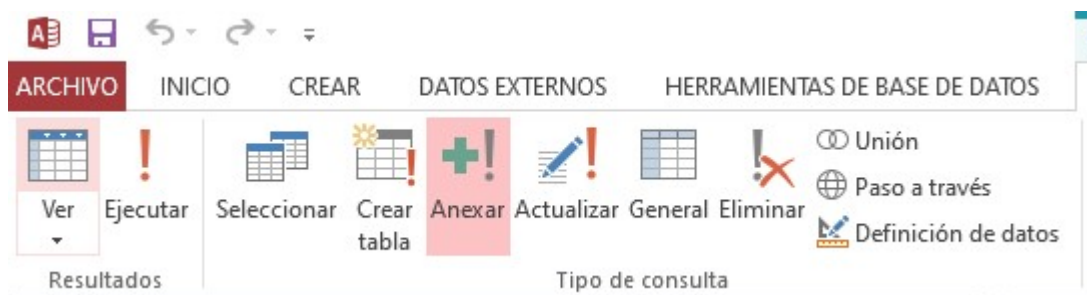 ARCHIVO INICIO CREAR DATOS EXTERNOS HERRAMIENTAS DE BASE DE DATOS
Ver Ejecutar Seleccionar Crear tabla Anexar Actualizar General Eliminar
Unión
Paso a través
Definición de datos
Resultados Tipo de consulta